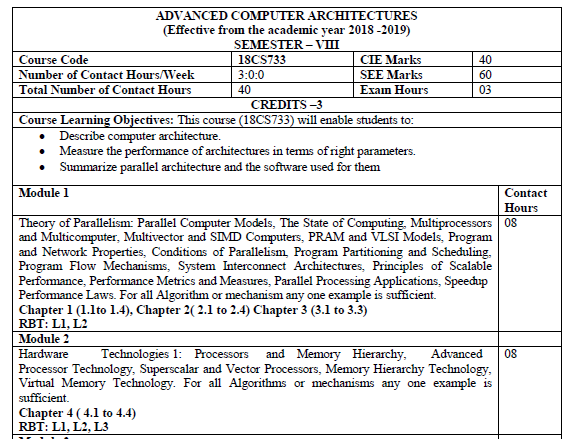 ADVANCED COMPUTER ARCHITECTURES
(Effective from the academic year 2018 -2019)
SEMESTER – VIII
Course Code 18CS733 CIE Marks 40
Number of Contact Hours/Week 3:0:0 SEE Marks 60
Total Number of Contact Hours 40 Exam Hours 03
CREDITS –3
Course Learning Objectives: This course (18CS733) will enable students to:
• Describe computer architecture.
• Measure the performance of architectures in terms of right parameters.
• Summarize parallel architecture and the software used for them
Module 1 Contact
Hours
Theory of Parallelism: Parallel Computer Models, The State of Computing, Multiprocessors 08
and Multicomputer, Multivector and SIMD Computers, PRAM and VLSI Models, Program
and Network Properties, Conditions of Parallelism, Program Partitioning and Scheduling,
Program Flow Mechanisms, System Interconnect Architectures, Principles of Scalable
Performance, Performance Metrics and Measures, Parallel Processing Applications, Speedup
Performance Laws. For all Algorithm or mechanism any one example is sufficient.
Chapter 1 (1.1to 1.4), Chapter 2( 2.1 to 2.4) Chapter 3 (3.1 to 3.3)
RBT: L1, L2
Module 2
Hardware Technologies 1: Processors and Memory Hierarchy, Advanced 08
Processor Technology, Superscalar and Vector Processors, Memory Hierarchy Technology,
Virtual Memory Technology. For all Algorithms or mechanisms any one example is
sufficient.
Chapter 4 ( 4.1 to 4.4)
RBT: L1, L2, L3